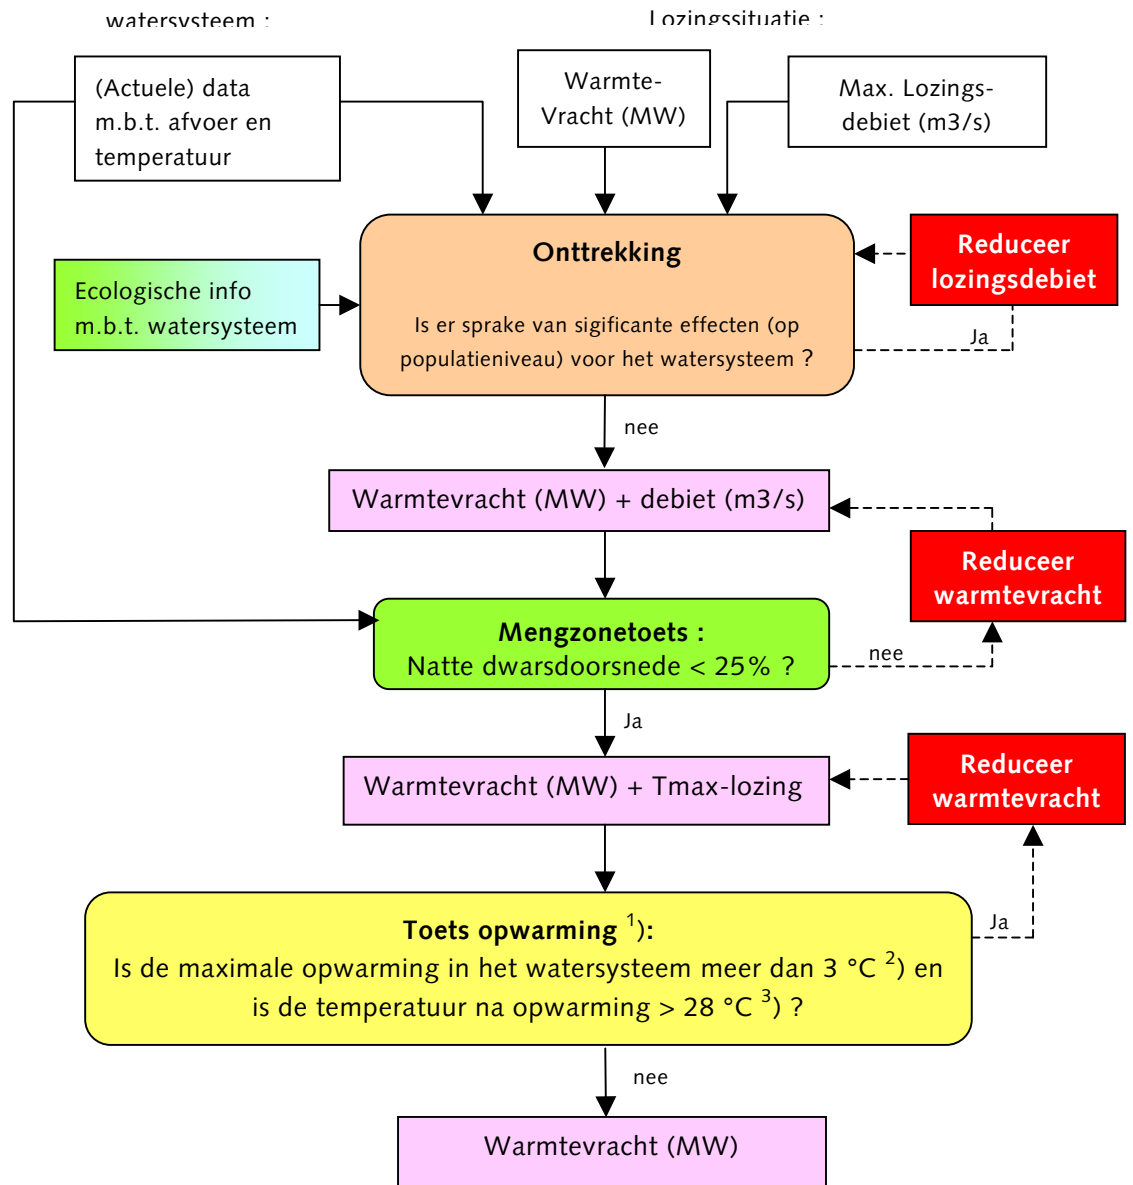 watersysteem :
Lozingssituatie :
(Actuele) data
m.b.t. afvoer en
temperatuur
Warmte-
Vracht (MW)
Max. Lozings-
debiet (m3/s)
Onttrekking
Is er sprake van sigificante effecten (op
populatieniveau) voor het watersysteem ?
Reduceer
lozingsdebiet
Ecologische info
m.b.t. watersysteem
Ja
nee
Warmtevracht (MW) + debiet (m3/s)
Reduceer
warmtevracht
Mengzonetoets :
Natte dwarsdoorsnede < 25% ?
nee
Ja
Warmtevracht (MW) + Tmax-lozing
Reduceer
warmtevracht
Toets opwarming 1):
Is de maximale opwarming in het watersysteem meer dan 3 °C 2) en
is de temperatuur na opwarming > 28 °C 3) ?
Ja
nee
Warmtevracht (MW)